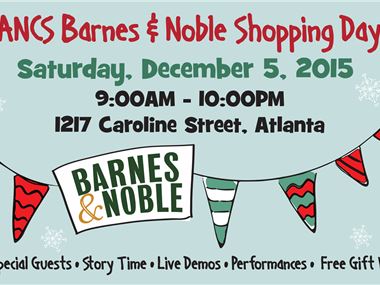 ANCS Barnes & Noble Shopping Day
Saturday, December 5, 2015
9:00AM - 10:00PM
1217 Caroline Street, Atlanta
BARNES
&NOBLE
Guests • Story Time • Live Demos • Performances • Free Gift